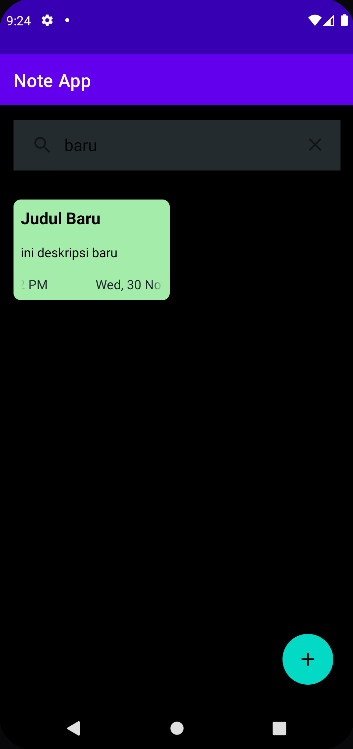 9:24
Note App
baru
Judul Baru
ini deskripsi baru
PM Wed, 30 No